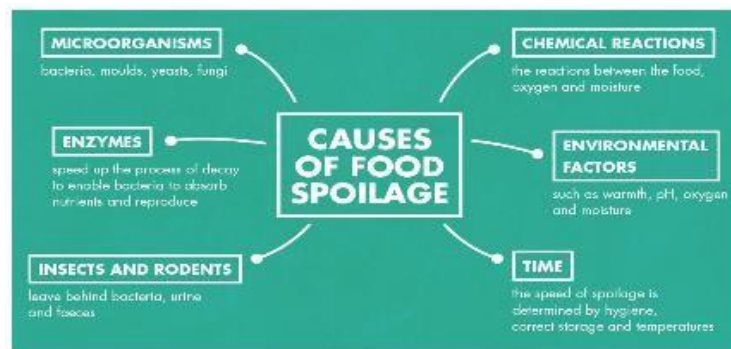 MICROORGANISMS
bacteria, moulds, yeasts, fungi
ENZYMES
speed up the process of decay
to enable bacteria to absorb
nutrients and reproduce
INSECTS AND RODENTS
leave behind bacteria, urine
and faeces
CAUSES
OF FOOD
SPOILAGE
CHEMICAL REACTIONS
the reactions between the food,
oxygen and moisture
ENVIRONMENTAL
FACTORS
such as warmth, pH, oxygen
and moisture
TIME
the speed of spoilage is
determined by hygiene,
correct storage and temperatures